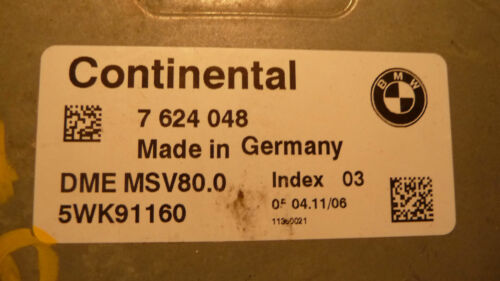 Continental
BMW
7 624 048
Made in Germany
DME MSV80.0 Index 03
5WK91160 04.11/06